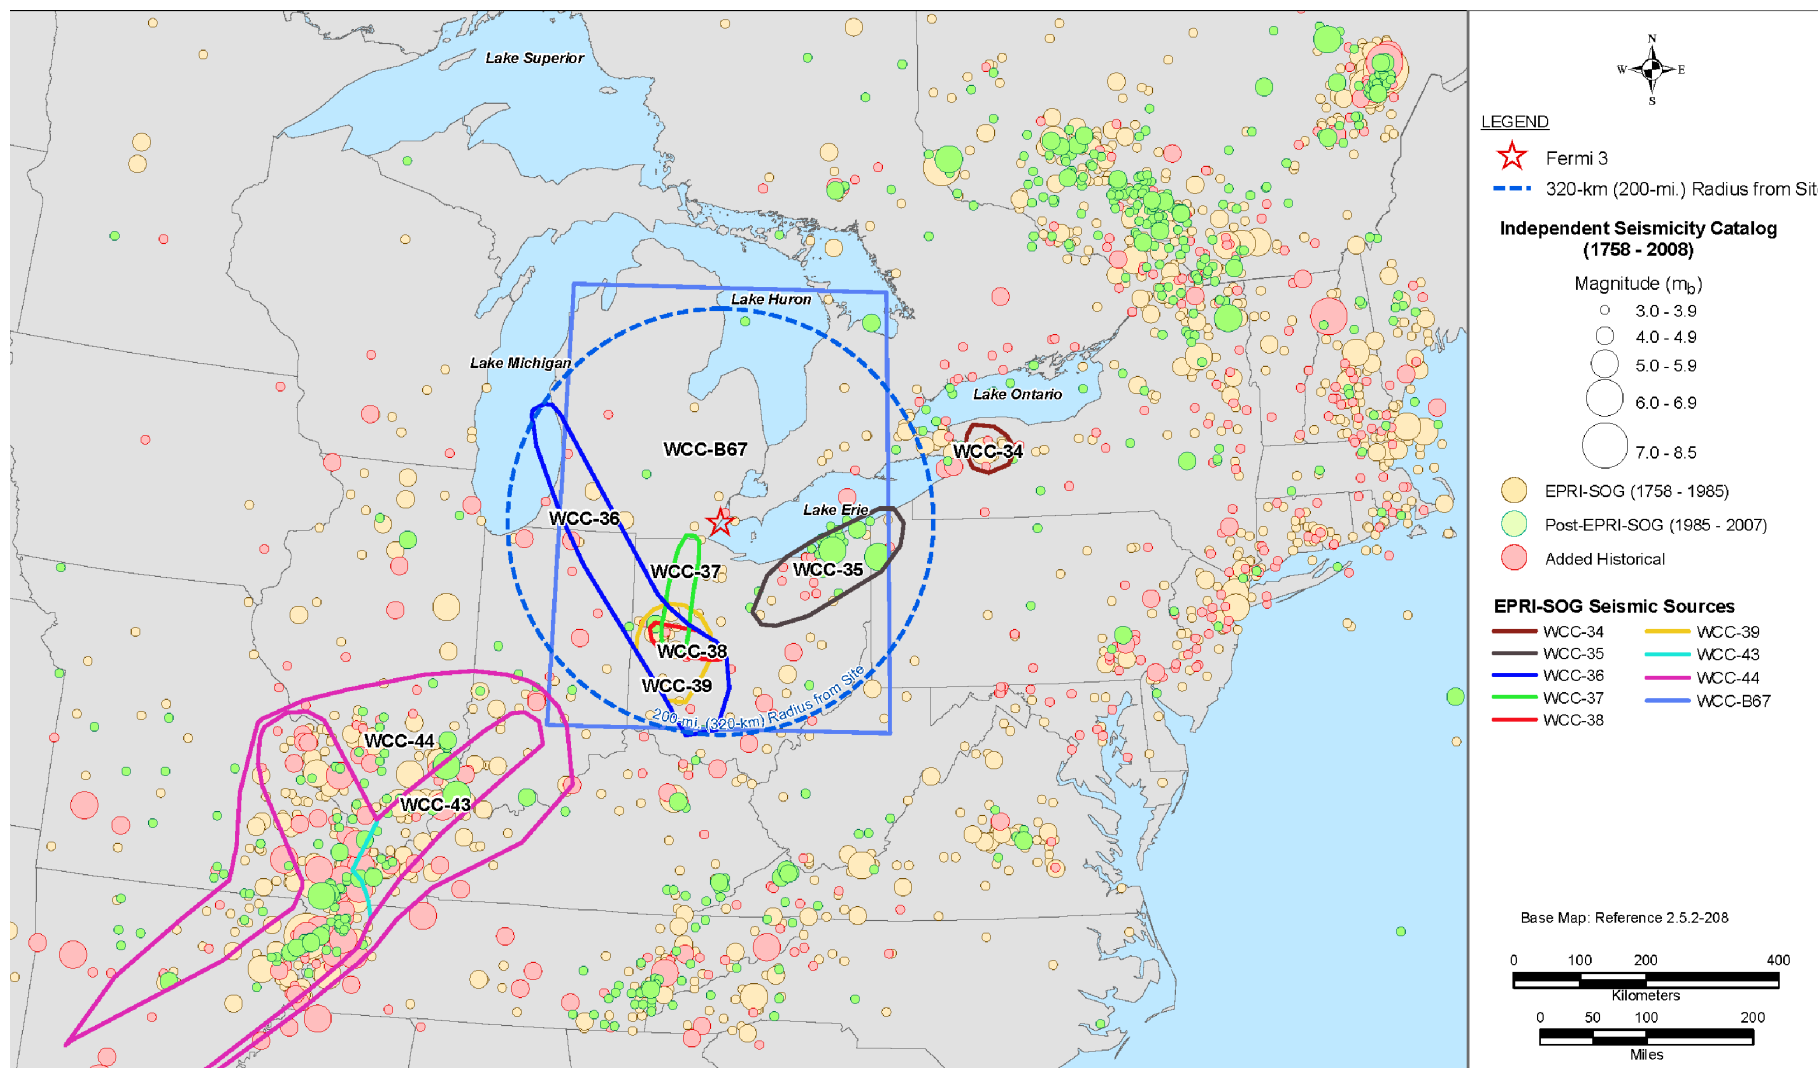 Lake Superior
Lake Huron
Lake Michigan
Lake Ontario
WCC-B67
WCC-34
Lake Erie
WCC-36
WCC-37
WCC-35
WCC-38
WCC-39
200-mi. (320-km) Radius from Site
WCC-44
WCC-43
N
W E
S
LEGEND
Fermi 3
320-km (200-mi.) Radius from Sit
Independent Seismicity Catalog
(1758 - 2008)
Magnitude (mb)
3.0 - 3.9
4.0 - 4.9
5.0 - 5.9
6.0 - 6.9
7.0 - 8.5
EPRI-SOG (1758 - 1985)
Post-EPRI-SOG (1985 - 2007)
Added Historical
EPRI-SOG Seismic Sources
WCC-34 WCC-39
WCC-35 WCC-43
WCC-36 WCC-44
WCC-37 WCC-B67
WCC-38
Base Map: Reference 2.5.2-208
0 100 200 400
Kilometers
0 50 100 200
Miles